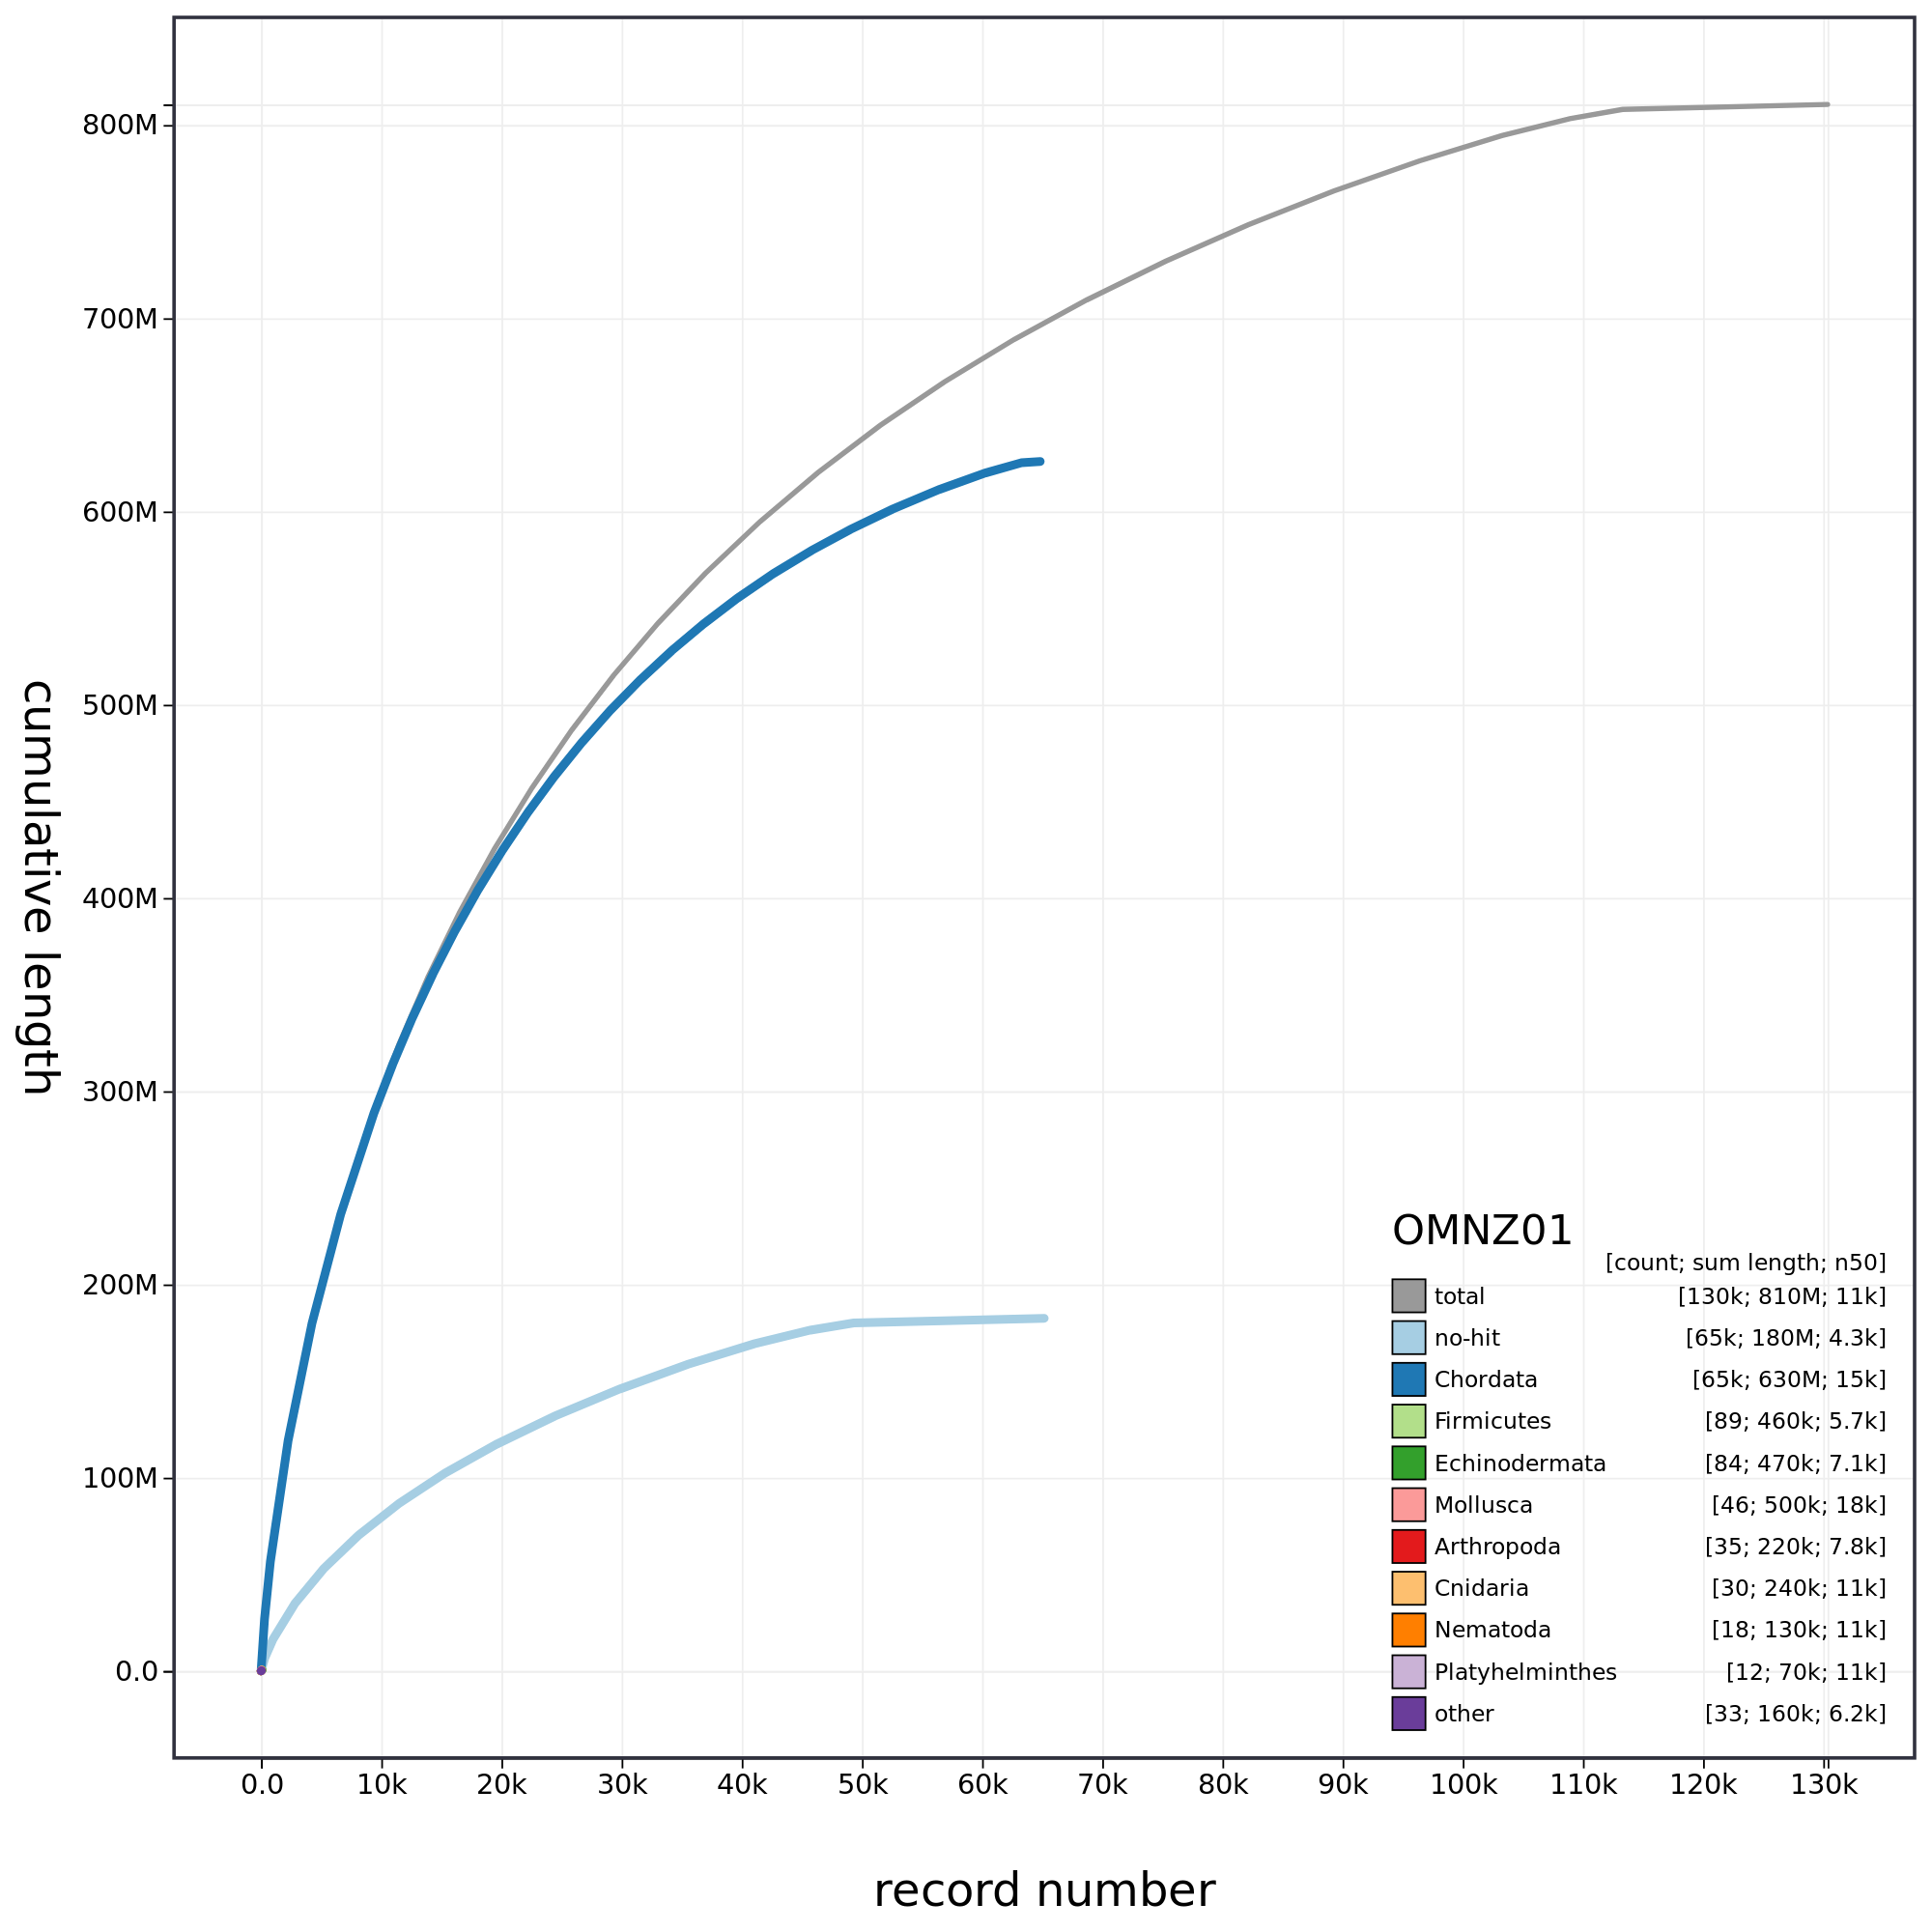 800M
700M
600M
500M
400M
300M
200M
100M
0.0
cumulative length
OMNZ01
[count; sum length; n50]
total [130k; 810M; 11k]
no-hit [65k; 180M; 4.3k]
Chordata [65k; 630M; 15k]
Firmicutes [89; 460k; 5.7k]
Echinodermata [84; 470k; 7.1k]
Mollusca [46; 500k; 18k]
Arthropoda [35; 220k; 7.8k]
Cnidaria [30; 240k; 11k]
Nematoda [18; 130k; 11k]
Platyhelminthes [12; 70k; 11k]
other [33; 160k; 6.2k]
0.0 10k 20k 30k 40k 50k 60k 70k 80k 90k 100k 110k 120k 130k
record number